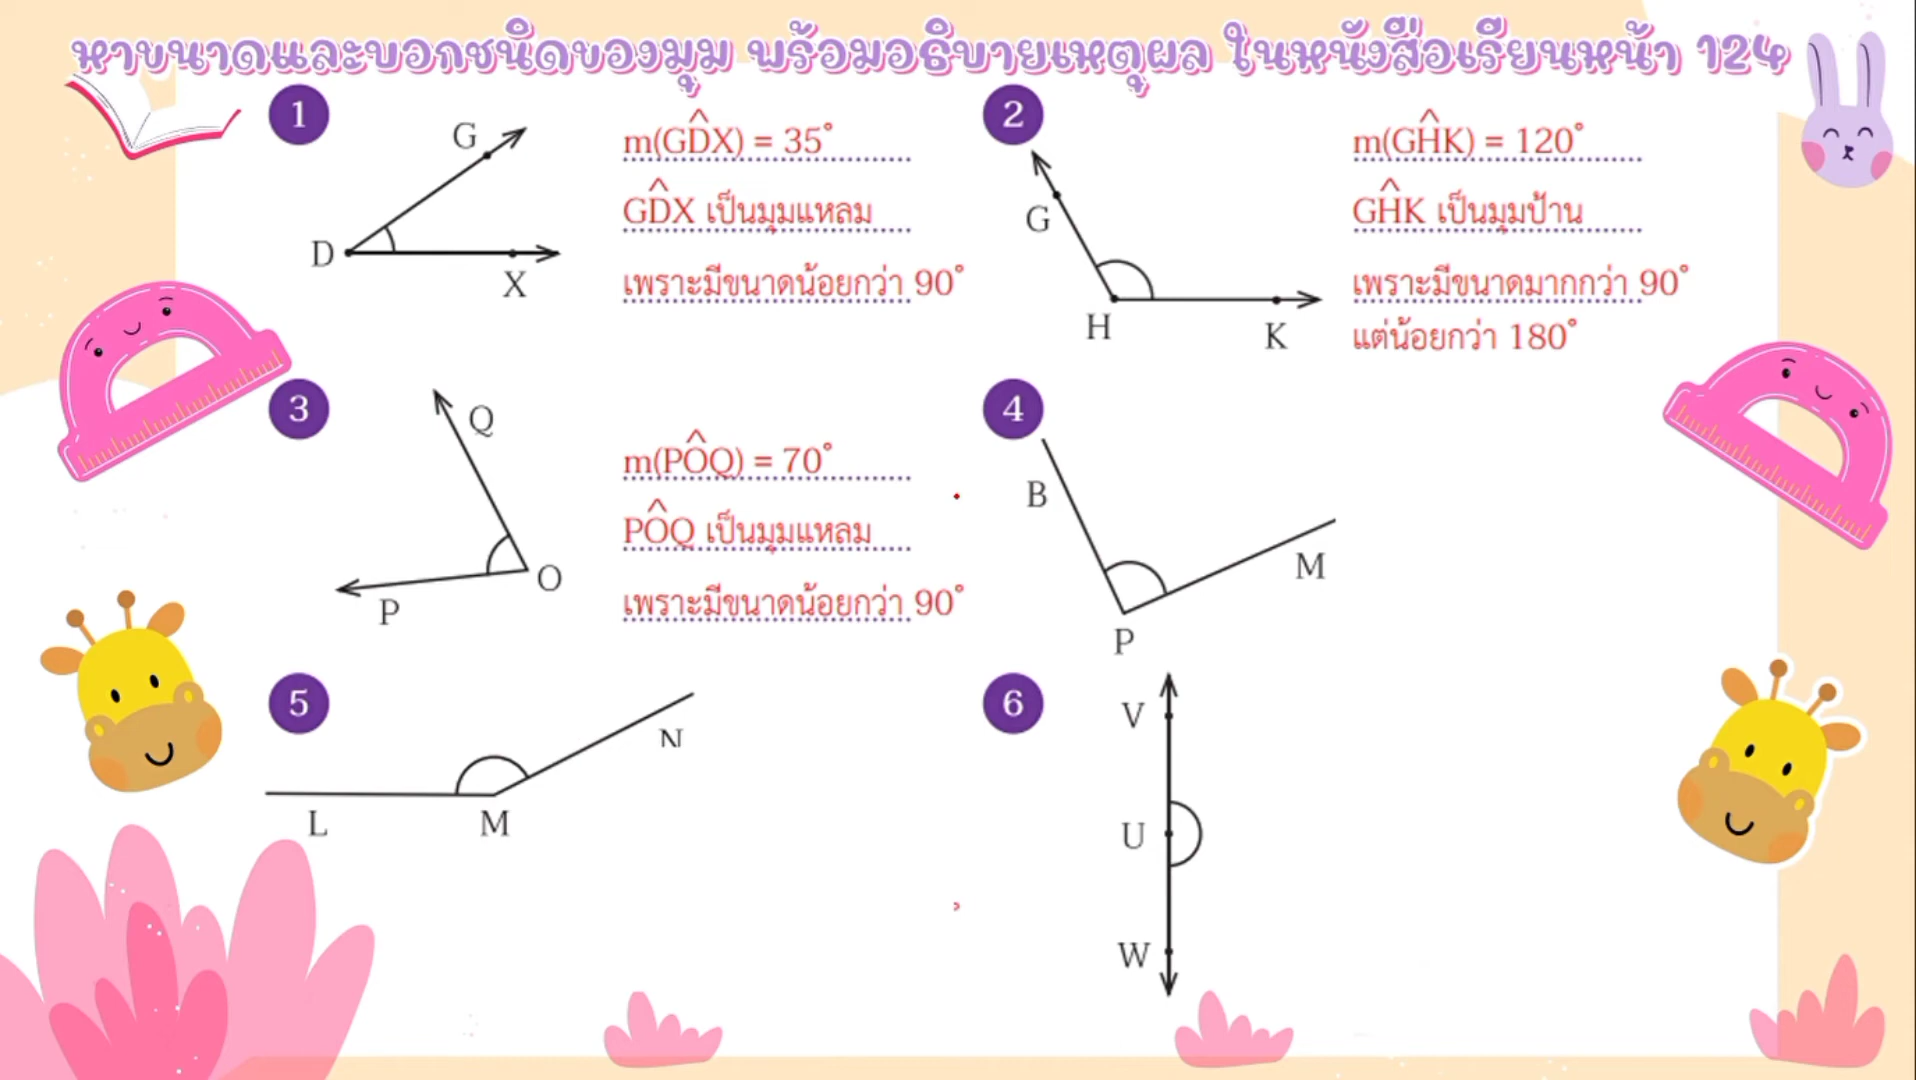 หาขนาดและบอกชนิดของมุม พร้อมอธิบายเหตุผล ในหนังสือเรียนหน้า 124
1
G
D
X
m(GD̂X) = 35°
GD̂X เป็นมุมแหลม
เพราะมีขนาดน้อยกว่า 90°
2
G
H
K
m(GĤK) = 120°
GĤK เป็นมุมป้าน
เพราะมีขนาดมากกว่า 90°
แต่น้อยกว่า 180°
3
Q
O
P
m(PÔQ) = 70°
PÔQ เป็นมุมแหลม
เพราะมีขนาดน้อยกว่า 90°
4
B
M
P
5
N
L
M
6
V
U
W